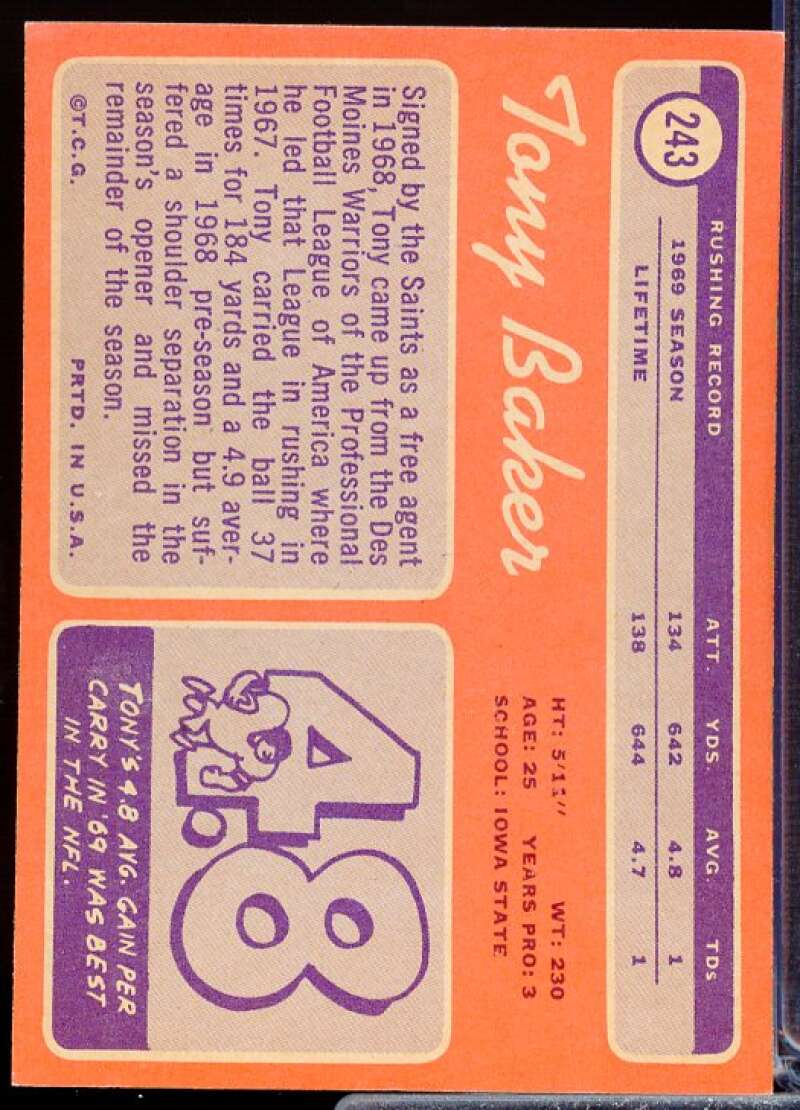 243
RUSHING RECORD ATT. YDS. AVG. TDs
1969 SEASON 134 642 4.8 1
LIFETIME 138 644 4.7 1
Tony Baker
HT: 5'11" WT: 230
AGE: 25 YEARS PRO: 3
SCHOOL: IOWA STATE
Signed by the Saints as a free agent
in 1968, Tony came up from the Des
Moines Warriors of the Professional
Football League of America where
he led that League in rushing in
1967. Tony carried the ball 37
times for 184 yards and a 4.9 aver-
age in 1968 pre-season but suf-
fered a shoulder separation in the
season's opener and missed the
remainder of the season.
©T.C.G. PRTD. IN U.S.A.
4.8
TONY'S 4.8 AVG. GAIN PER
CARRY IN '69 WAS BEST
IN THE NFL.